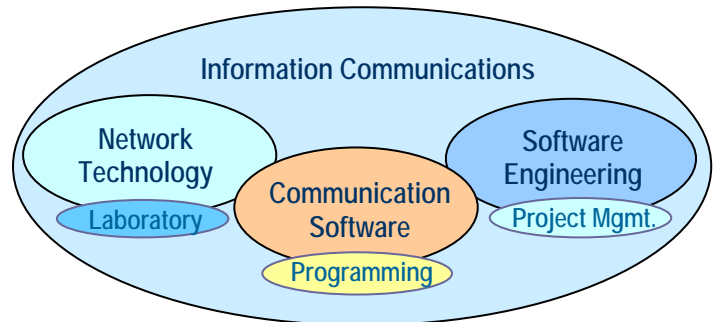 Information Communications
Network
Technology
Laboratory
Communication
Software
Programming
Software
Engineering
Project Mgmt.